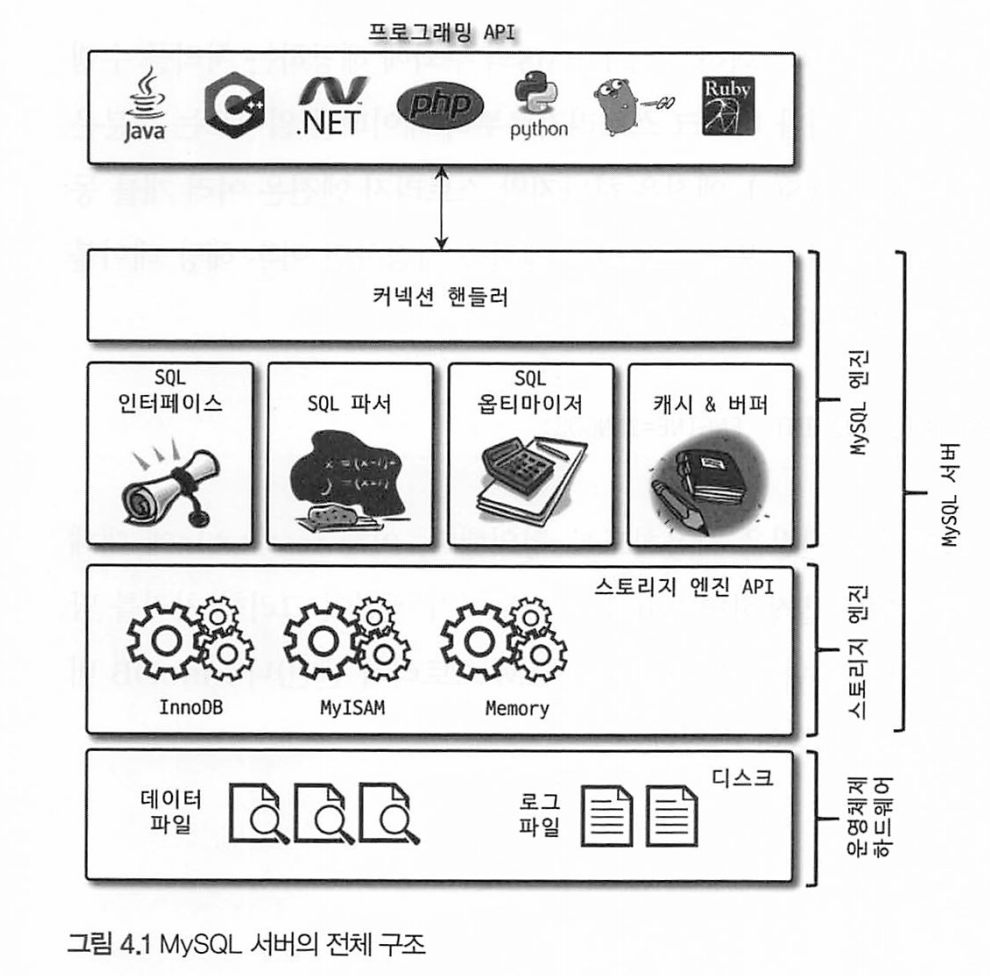 프로그래밍 API
Java
C++
.NET
php
python
GO
Ruby
커넥션 핸들러
SQL
인터페이스
SQL 파서
SQL
옵티마이저
캐시 & 버퍼
MySQL 엔진
MySQL 서버
스토리지 엔진 API
InnoDB
MyISAM
Memory
스토리지 엔진
디스크
데이터
파일
로그
파일
운영체제
하드웨어
그림 4.1 MySQL 서버의 전체 구조